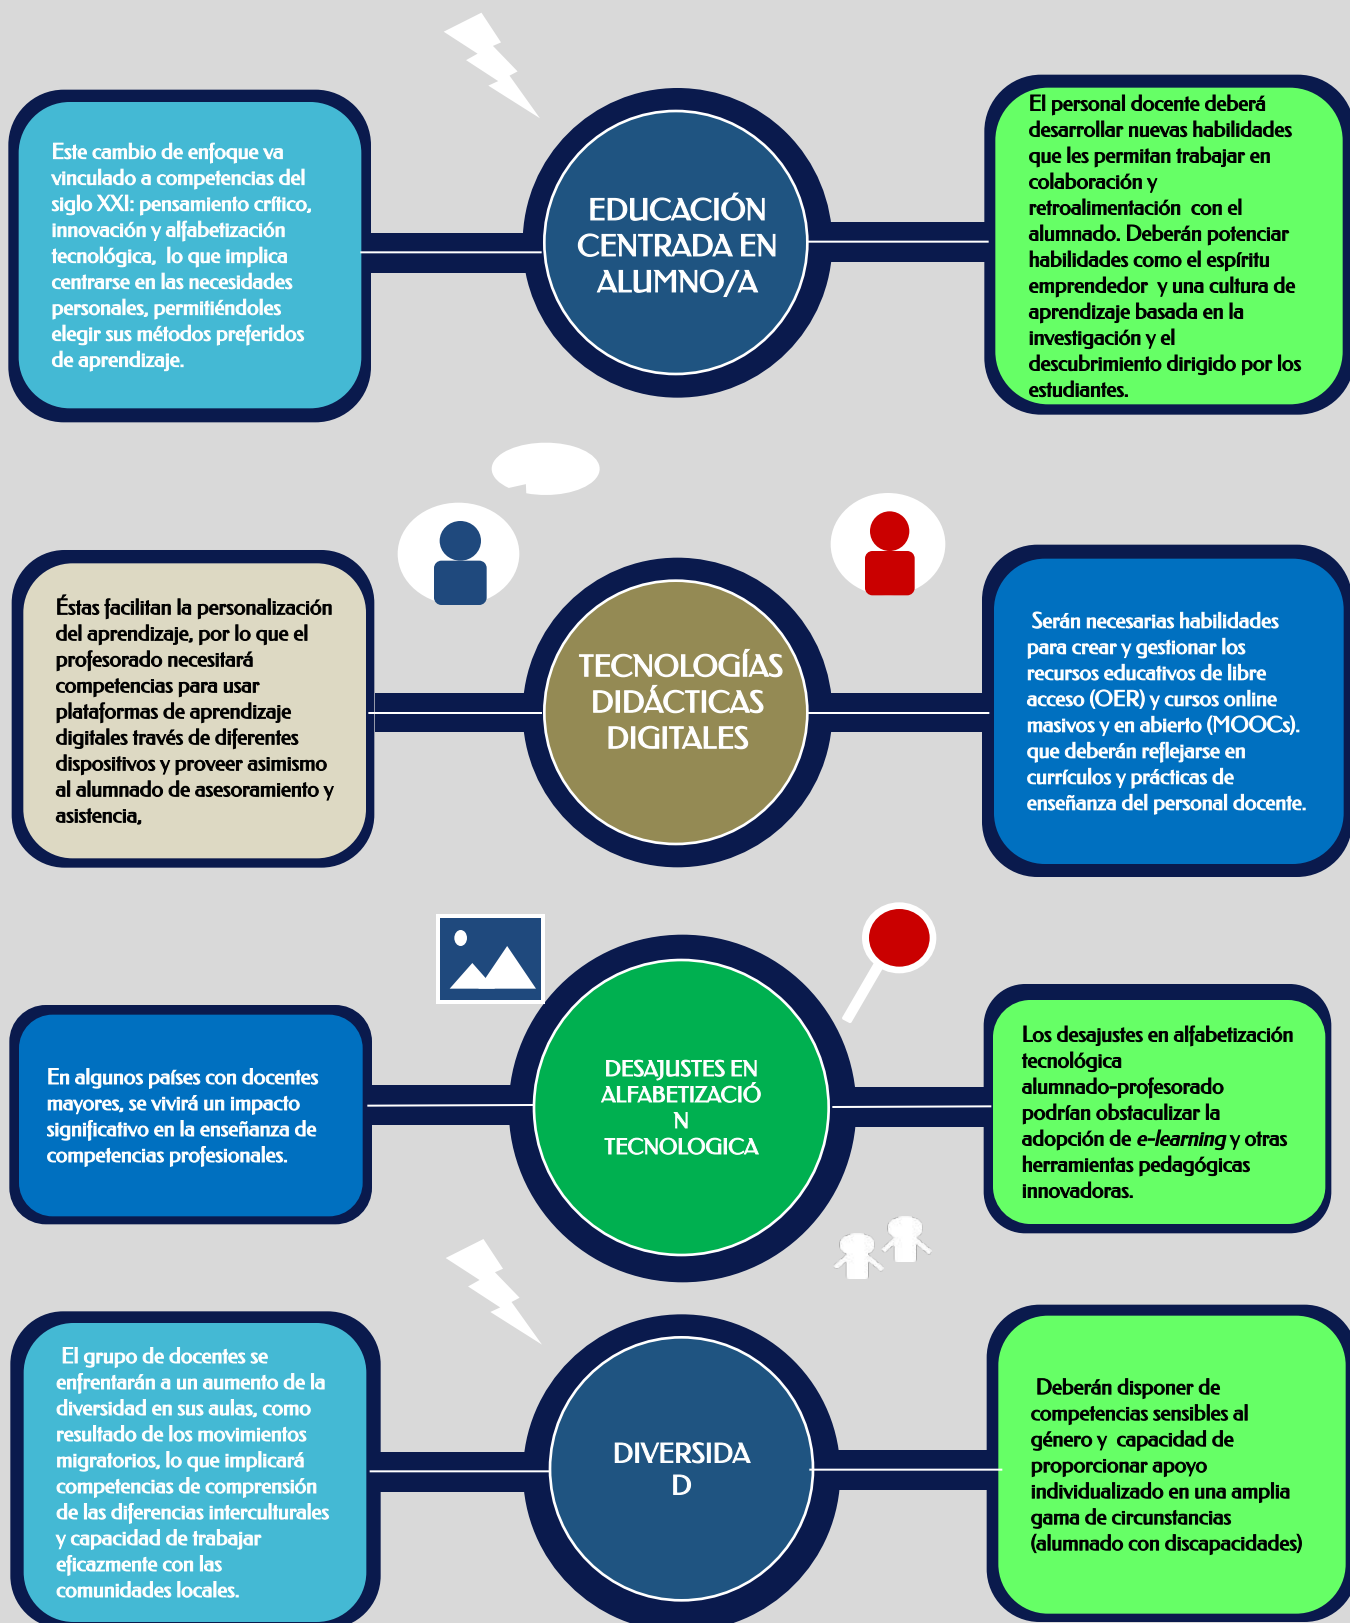 Este cambio de enfoque va
vinculado a competencias del
siglo XXI: pensamiento crítico,
innovación y alfabetización
tecnológica,  lo que implica
centrarse en las necesidades
personales, permitiéndoles
elegir sus métodos preferidos
de aprendizaje.
EDUCACIÓN
CENTRADA EN
ALUMNO/A
El personal docente deberá
desarrollar nuevas habilidades
que les permitan trabajar en
colaboración y
retroalimentación  con el
alumnado. Deberán potenciar
habilidades como el espíritu
emprendedor  y una cultura de
aprendizaje basada en la
investigación y el
descubrimiento dirigido por los
estudiantes.
Éstas facilitan la personalización
del aprendizaje, por lo que el
profesorado necesitará
competencias para usar
plataformas de aprendizaje
digitales través de diferentes
dispositivos y proveer asimismo
al alumnado de asesoramiento y
asistencia,
TECNOLOGÍAS
DIDÁCTICAS
DIGITALES
Serán necesarias habilidades
para crear y gestionar los
recursos educativos de libre
acceso (OER) y cursos online
masivos y en abierto (MOOCs).
que deberán reflejarse en
currículos y prácticas de
enseñanza del personal docente.
En algunos países con docentes
mayores, se vivirá un impacto
significativo en la enseñanza de
competencias profesionales.
DESAJUSTES EN
ALFABETIZACIÓ
N
TECNOLOGICA
Los desajustes en alfabetización
tecnológica
alumnado-profesorado
podrían obstaculizar la
adopción de e-learning y otras
herramientas pedagógicas
innovadoras.
El grupo de docentes se
enfrentarán a un aumento de la
diversidad en sus aulas, como
resultado de los movimientos
migratorios, lo que implicará
competencias de comprensión
de las diferencias interculturales
y capacidad de trabajar
eficazmente con las
comunidades locales.
DIVERSIDA
D
Deberán disponer de
competencias sensibles al
género y  capacidad de
proporcionar apoyo
individualizado en una amplia
gama de circunstancias
(alumnado con discapacidades)